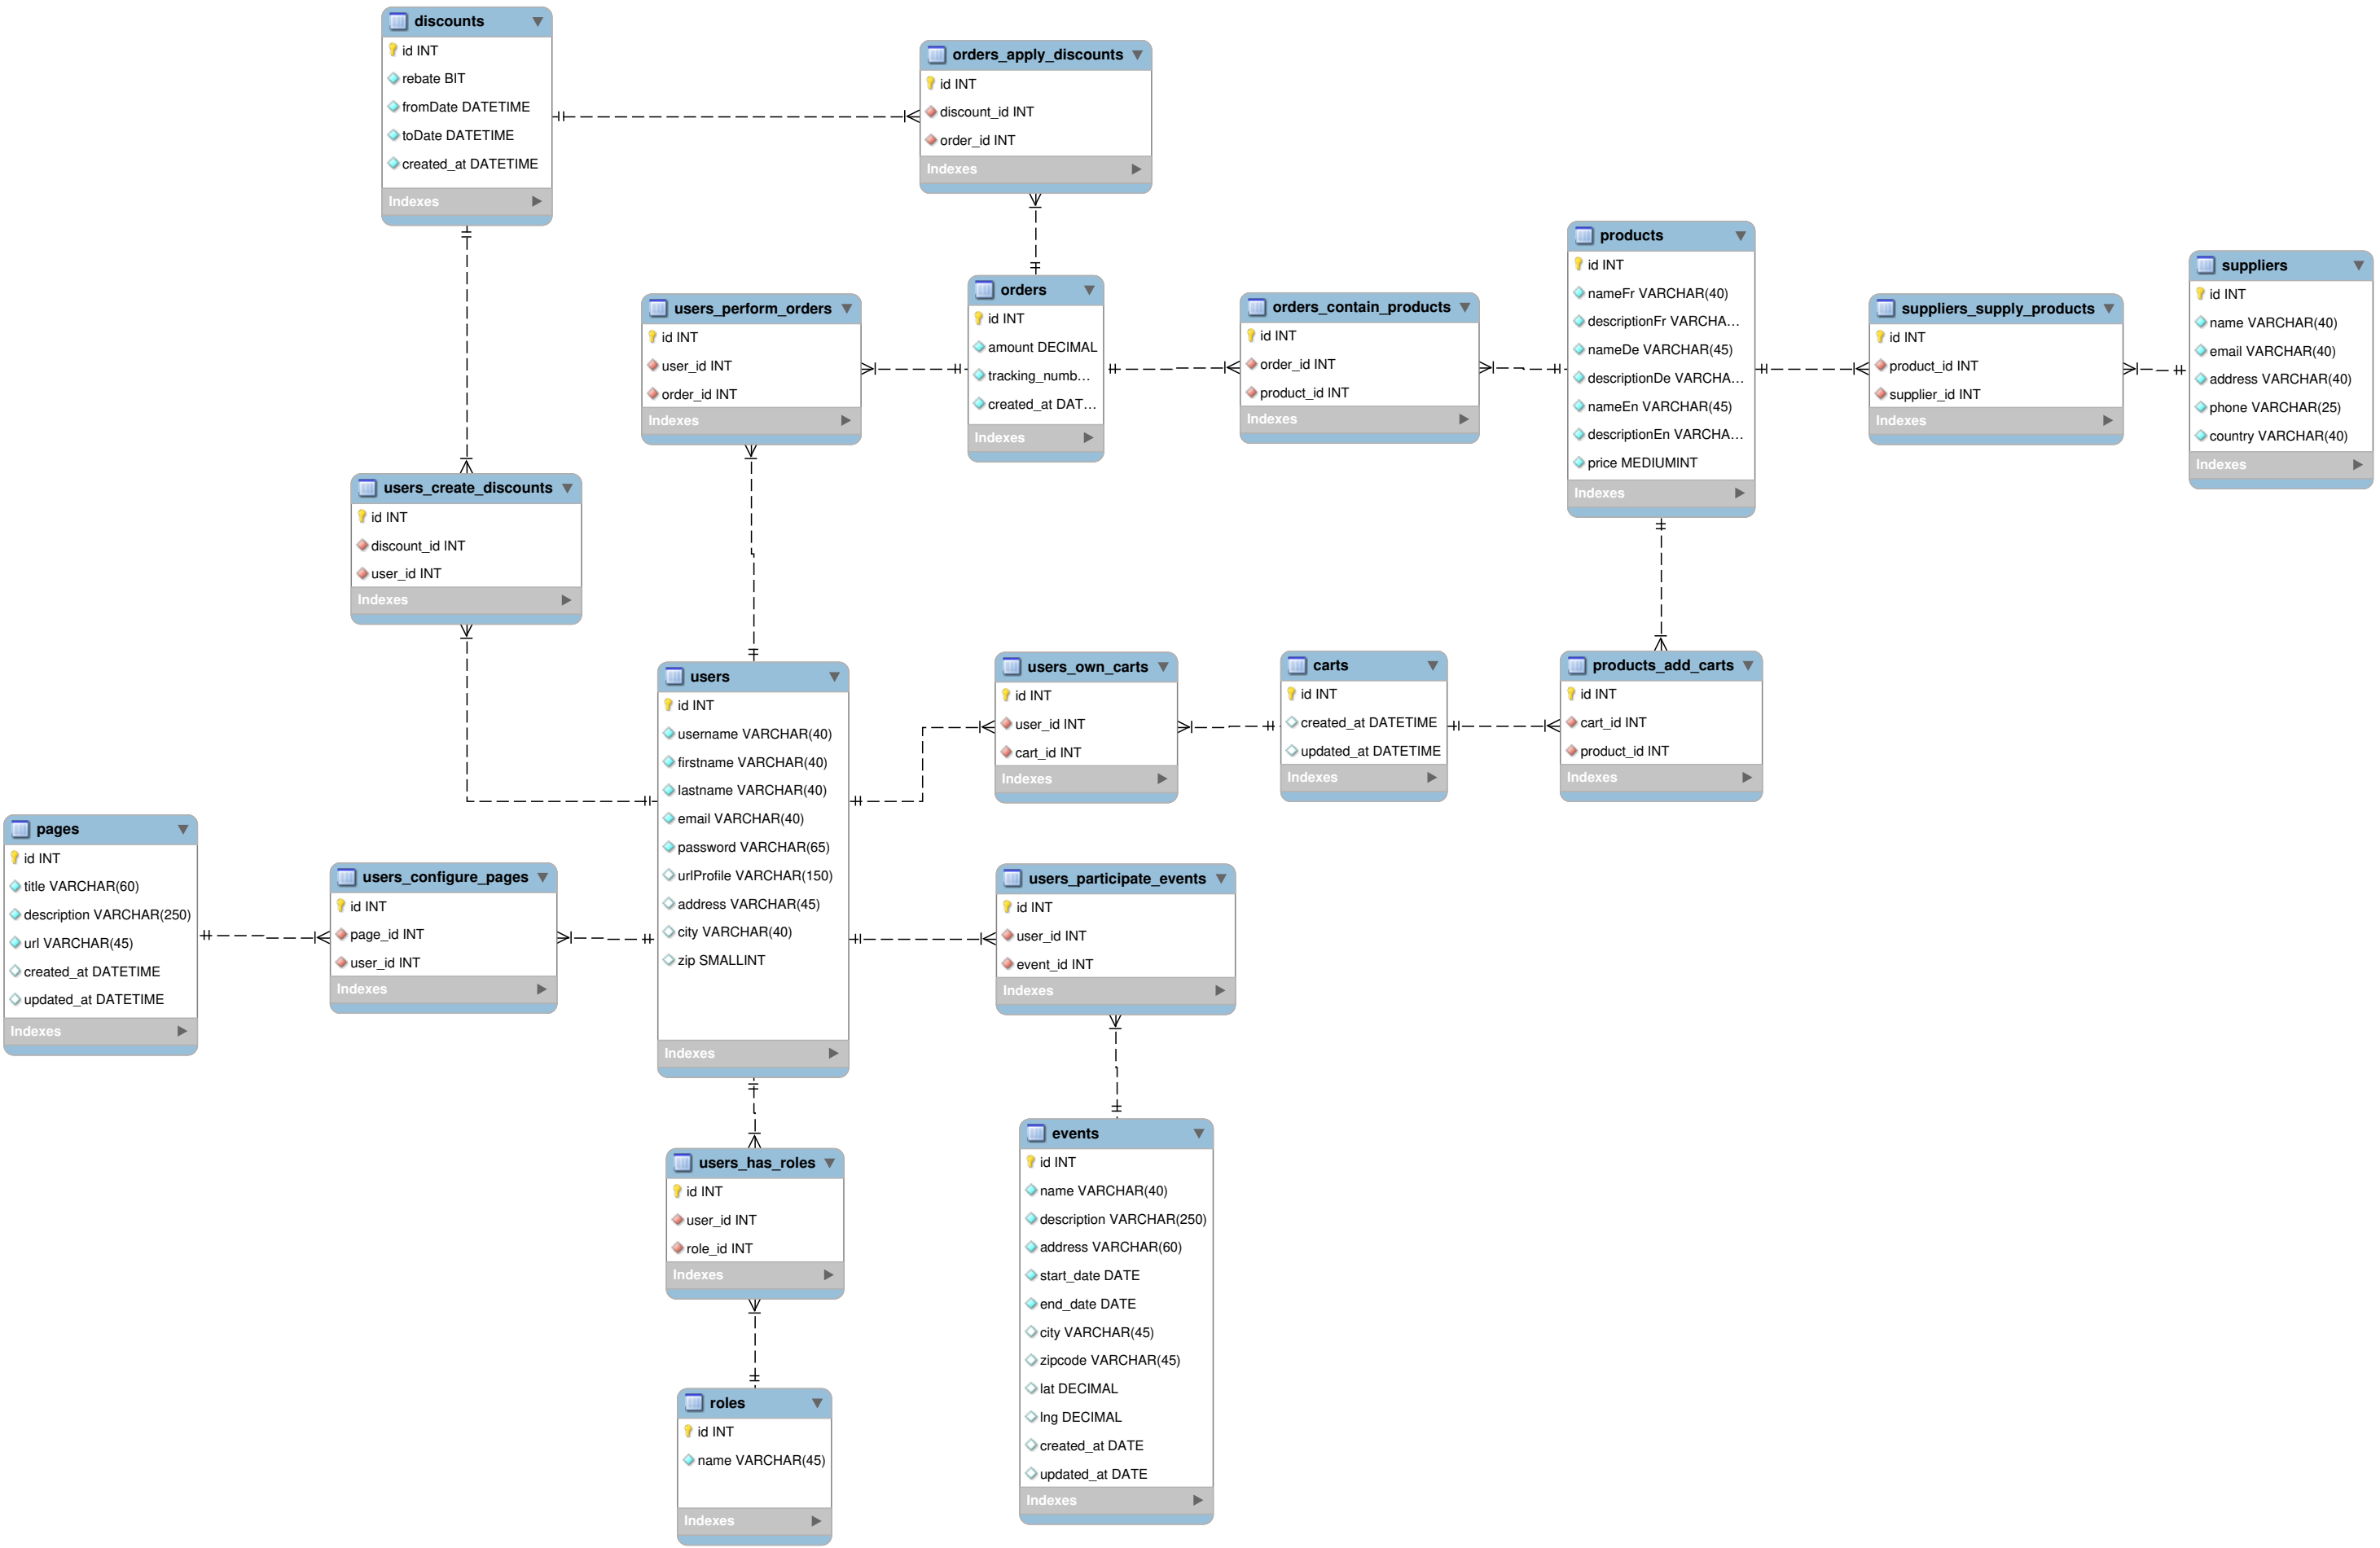 discounts
id INT
rebate BIT
fromDate DATETIME
toDate DATETIME
created_at DATETIME
Indexes
orders_apply_discounts
id INT
discount_id INT
order_id INT
Indexes
products
id INT
nameFr VARCHAR(40)
descriptionFr VARCHA...
nameDe VARCHAR(45)
descriptionDe VARCHA...
nameEn VARCHAR(45)
descriptionEn VARCHA...
price MEDIUMINT
Indexes
suppliers
id INT
name VARCHAR(40)
email VARCHAR(40)
address VARCHAR(40)
phone VARCHAR(25)
country VARCHAR(40)
Indexes
users_perform_orders
id INT
user_id INT
order_id INT
Indexes
orders
id INT
amount DECIMAL
tracking_numb...
created_at DAT...
Indexes
orders_contain_products
id INT
order_id INT
product_id INT
Indexes
suppliers_supply_products
id INT
product_id INT
supplier_id INT
Indexes
users_create_discounts
id INT
discount_id INT
user_id INT
Indexes
users
id INT
username VARCHAR(40)
firstname VARCHAR(40)
lastname VARCHAR(40)
email VARCHAR(40)
password VARCHAR(65)
urlProfile VARCHAR(150)
address VARCHAR(45)
city VARCHAR(40)
zip SMALLINT
Indexes
users_own_carts
id INT
user_id INT
cart_id INT
Indexes
carts
id INT
created_at DATETIME
updated_at DATETIME
Indexes
products_add_carts
id INT
cart_id INT
product_id INT
Indexes
pages
id INT
title VARCHAR(60)
description VARCHAR(250)
url VARCHAR(45)
created_at DATETIME
updated_at DATETIME
Indexes
users_configure_pages
id INT
page_id INT
user_id INT
Indexes
users_participate_events
id INT
user_id INT
event_id INT
Indexes
users_has_roles
id INT
user_id INT
role_id INT
Indexes
events
id INT
name VARCHAR(40)
description VARCHAR(250)
address VARCHAR(60)
start_date DATE
end_date DATE
city VARCHAR(45)
zipcode VARCHAR(45)
lat DECIMAL
lng DECIMAL
created_at DATE
updated_at DATE
Indexes
roles
id INT
name VARCHAR(45)
Indexes